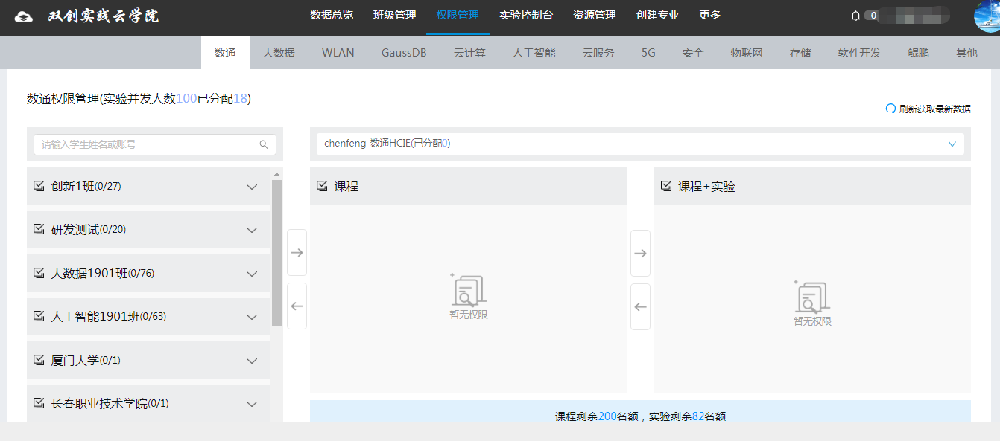 双创实践云学院 数据总览 班级管理 权限管理 实验控制台 资源管理 创建专业 更多 0
数通 大数据 WLAN GaussDB 云计算 人工智能 云服务 5G 安全 物联网 存储 软件开发 鲲鹏 其他
数通权限管理(实验并发人数100已分配18)
刷新获取最新数据
请输入学生姓名或账号
chenfeng-数通HCIE(已分配0)
创新1班(0/27)
研发测试(0/20)
大数据1901班(0/76)
人工智能1901班(0/63)
厦门大学(0/1)
长春职业技术学院(0/1)
课程
暂无权限
课程+实验
暂无权限
课程剩余200名额，实验剩余82名额